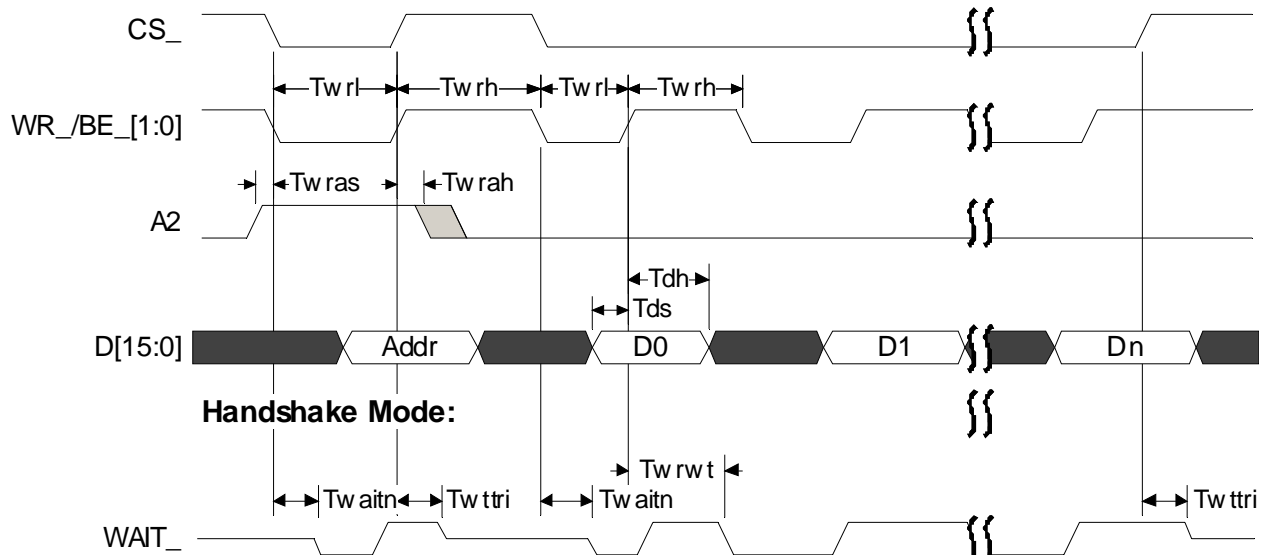 CS_
Twrl Twrh Twrl Twrh
WR_/BE_[1:0]
Twras Twrah
A2
Tdh
Tds
D[15:0] Addr D0 D1 Dn
Handshake Mode:
Twrwt
Twaitn Twttri Twaitn Twttri
WAIT_